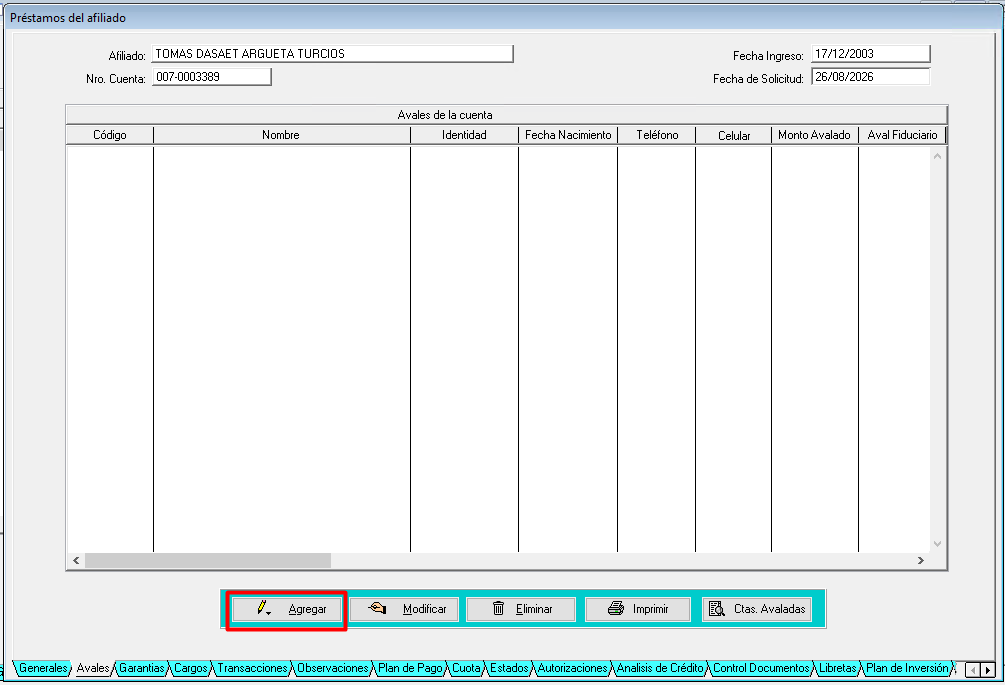 Préstamos del afiliado
Afiliado: TOMAS DASAET ARGUETA TURCIOS
Fecha Ingreso: 17/12/2003
Nro. Cuenta: 007-0003389
Fecha de Solicitud: 26/08/2026
Avales de la cuenta
Código Nombre Identidad Fecha Nacimiento Teléfono Celular Monto Avalado Aval Fiduciario
Agregar Modificar Eliminar Imprimir Ctas. Avaladas
Generales Avales Garantias Cargos Transacciones Observaciones Plan de Pago Cuota Estados Autorizaciones Analisis de Crédito Control Documentos Libretas Plan de Inversión